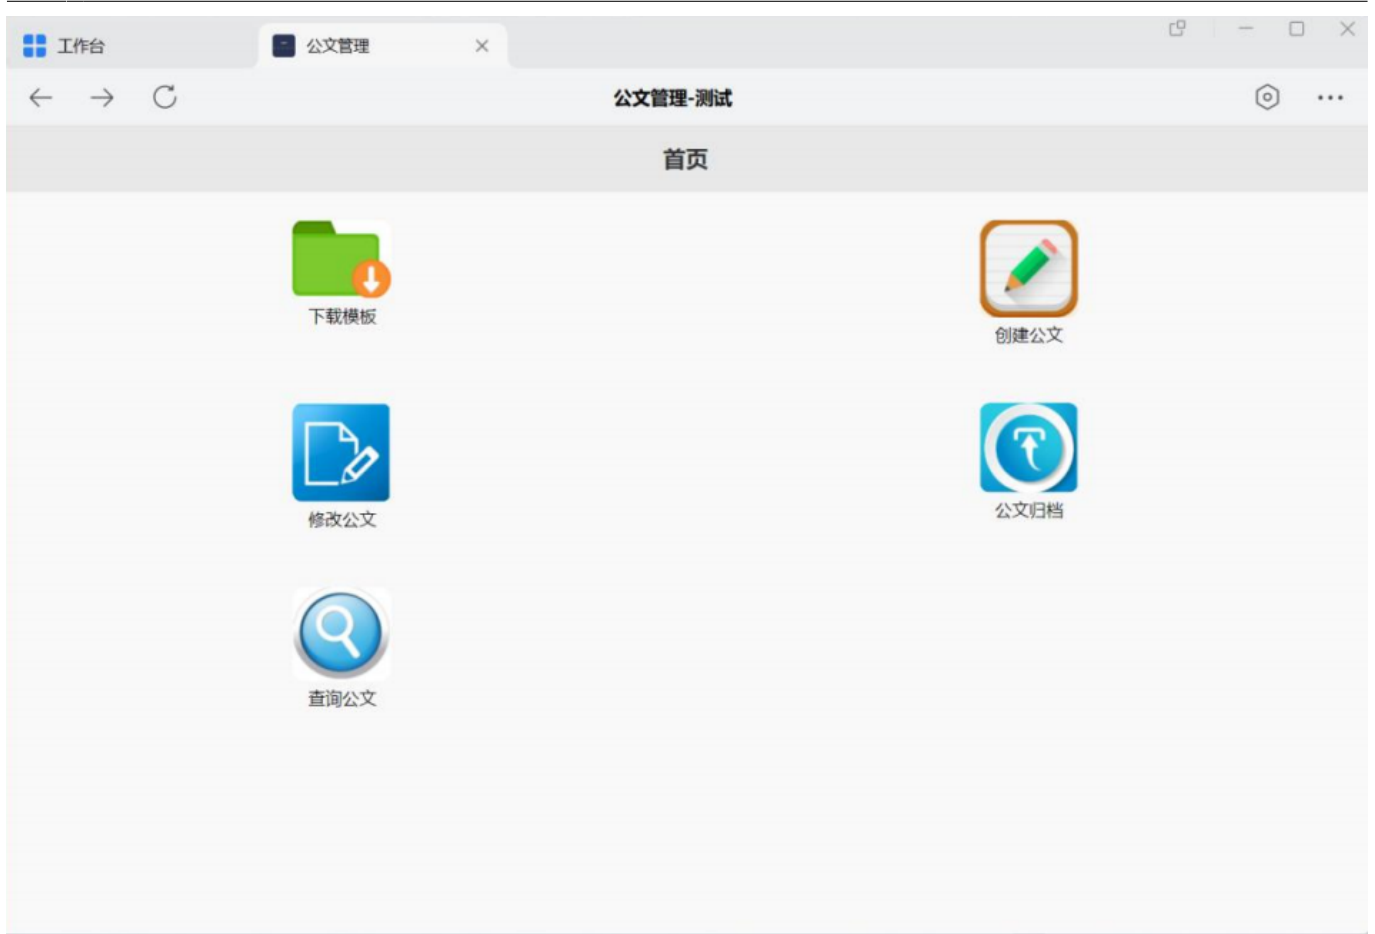 工作台
公文管理
公文管理-测试
首页
下载模板
创建公文
修改公文
公文归档
查询公文